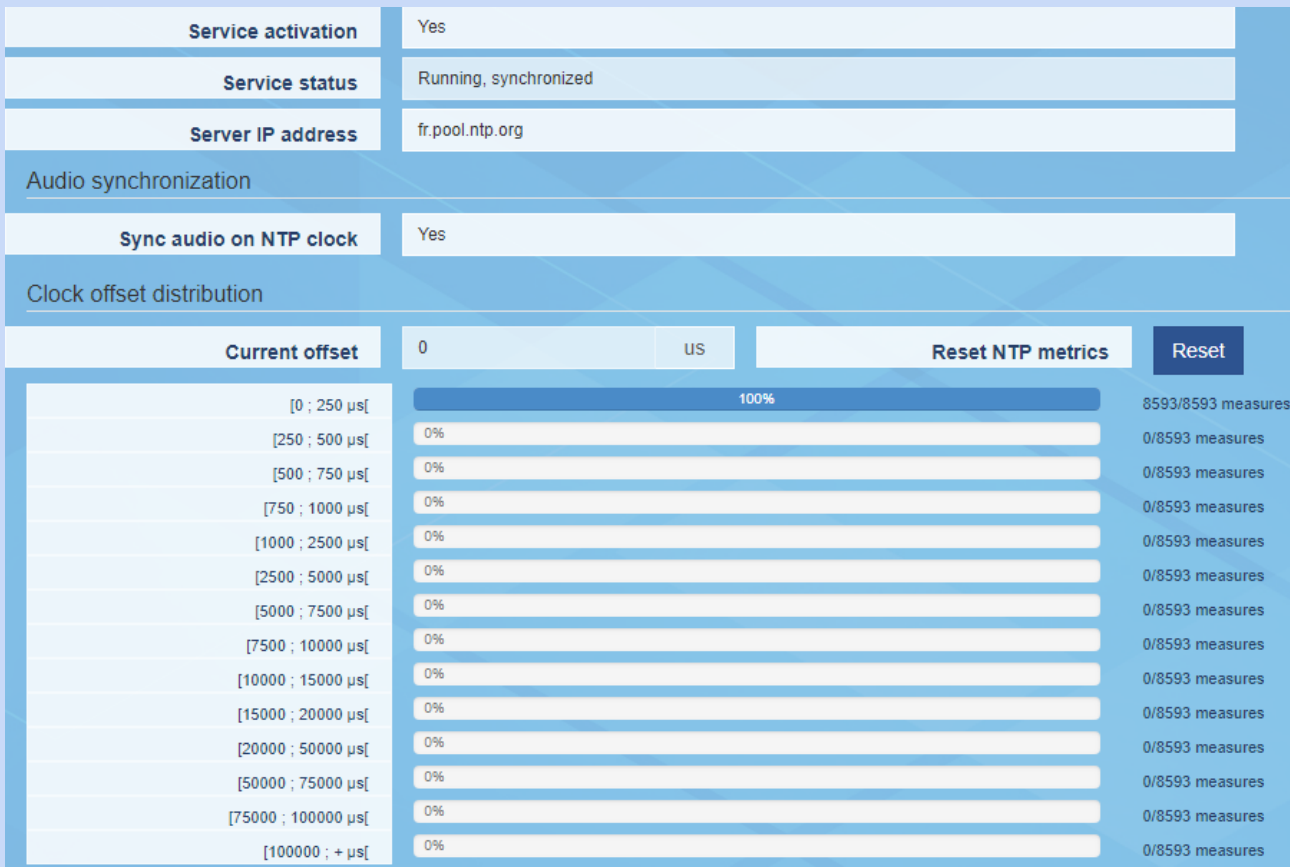 Service activation Yes
Service status Running, synchronized
Server IP address fr.pool.ntp.org
Audio synchronization
Sync audio on NTP clock Yes
Clock offset distribution
Current offset 0 us Reset NTP metrics Reset
[0 ; 250 µs[ 100% 8593/8593 measures
[250 ; 500 µs[ 0% 0/8593 measures
[500 ; 750 µs[ 0% 0/8593 measures
[750 ; 1000 µs[ 0% 0/8593 measures
[1000 ; 2500 µs[ 0% 0/8593 measures
[2500 ; 5000 µs[ 0% 0/8593 measures
[5000 ; 7500 µs[ 0% 0/8593 measures
[7500 ; 10000 µs[ 0% 0/8593 measures
[10000 ; 15000 µs[ 0% 0/8593 measures
[15000 ; 20000 µs[ 0% 0/8593 measures
[20000 ; 50000 µs[ 0% 0/8593 measures
[50000 ; 75000 µs[ 0% 0/8593 measures
[75000 ; 100000 µs[ 0% 0/8593 measures
[100000 ; + µs[ 0% 0/8593 measures